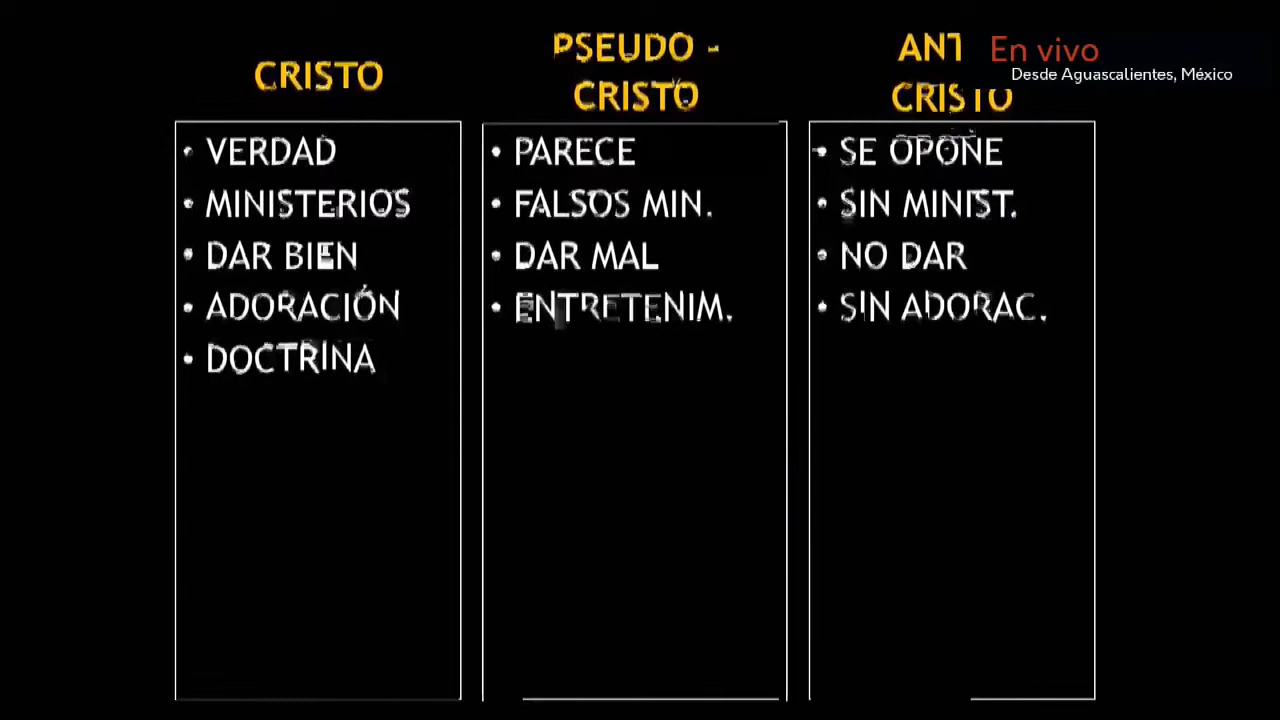 CRISTO
PSEUDO -
CRISTO
ANT
CRISTO
En vivo
Desde Aguascalientes, México
• VERDAD
• MINISTERIOS
• DAR BIEN
• ADORACIÓN
• DOCTRINA
• PARECE
• FALSOS MIN.
• DAR MAL
• ENTRETENIM.
• SE OPONE
• SIN MINIST.
• NO DAR
• SIN ADORAC.